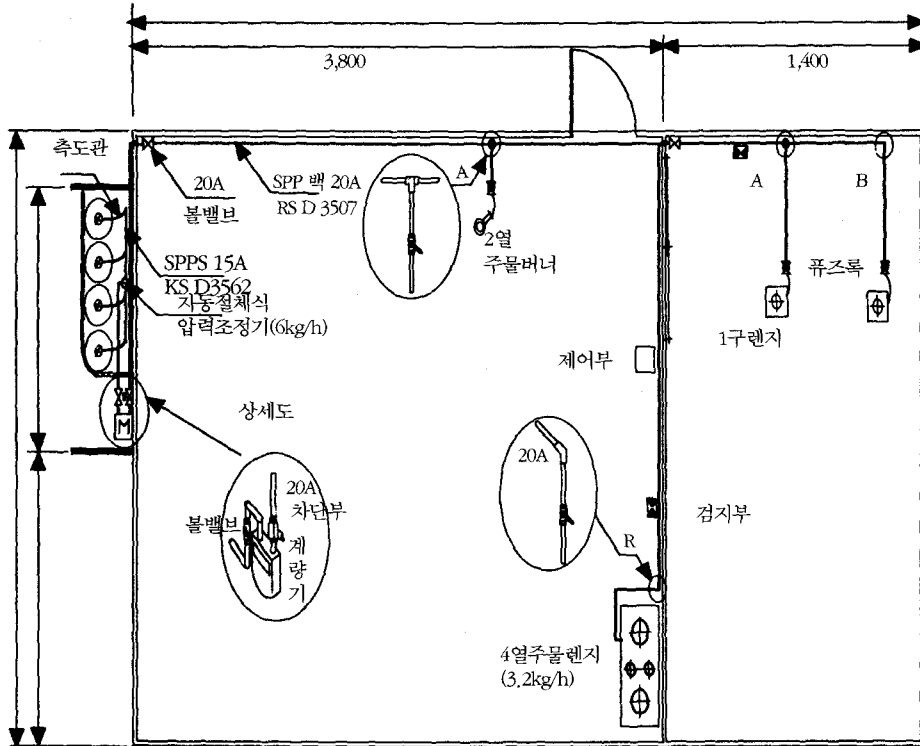 3,800
1,400
측도관
20A
볼밸브
SPP 백 20A
RS D 3507
A
2열
주물버너
A
B
퓨즈록
1구렌지
SPPS 15A
KS D3562
자동절체식
압력조정기(6kg/h)
제어부
상세도
20A
20A
차단부
볼밸브
계
량
기
검지부
R
M
4열주물렌지
(3.2kg/h)